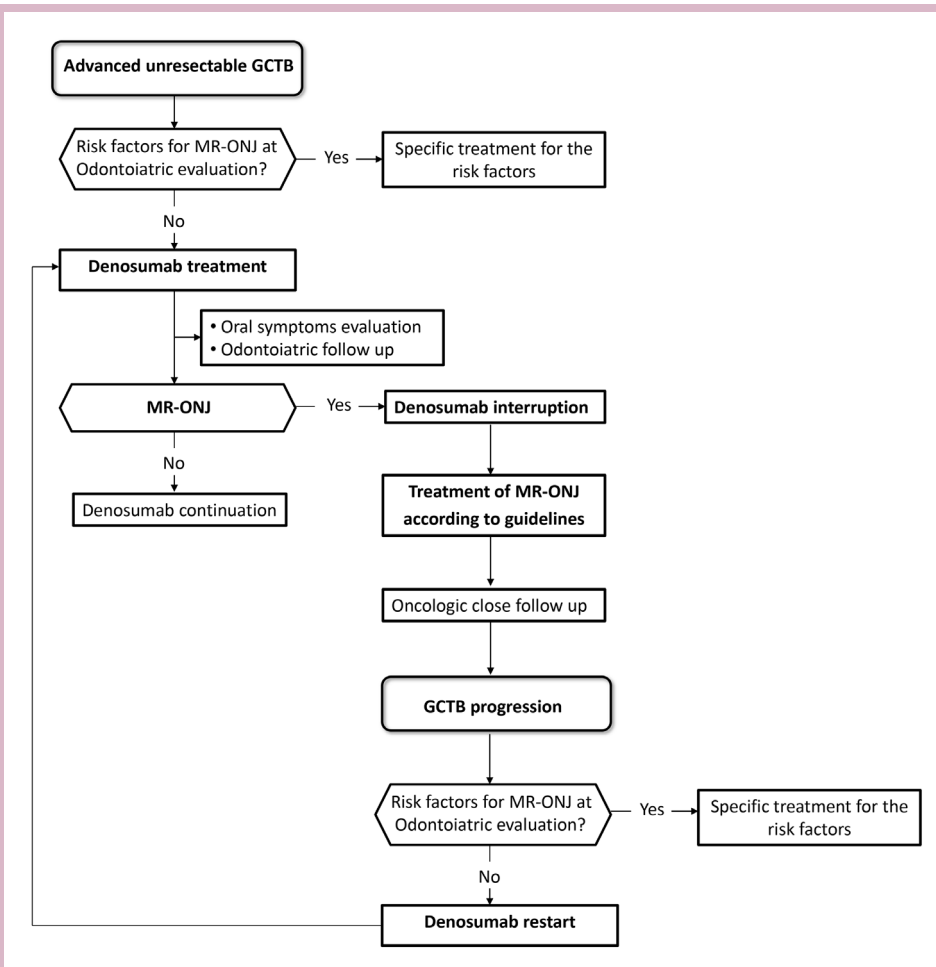 Advanced unresectable GCTB
Risk factors for MR-ONJ at
Odontoiatric evaluation?
Yes
Specific treatment for the
risk factors
No
Denosumab treatment
• Oral symptoms evaluation
• Odontoiatric follow up
MR-ONJ
Yes
Denosumab interruption
No
Denosumab continuation
Treatment of MR-ONJ
according to guidelines
Oncologic close follow up
GCTB progression
Risk factors for MR-ONJ at
Odontoiatric evaluation?
Yes
Specific treatment for the
risk factors
No
Denosumab restart